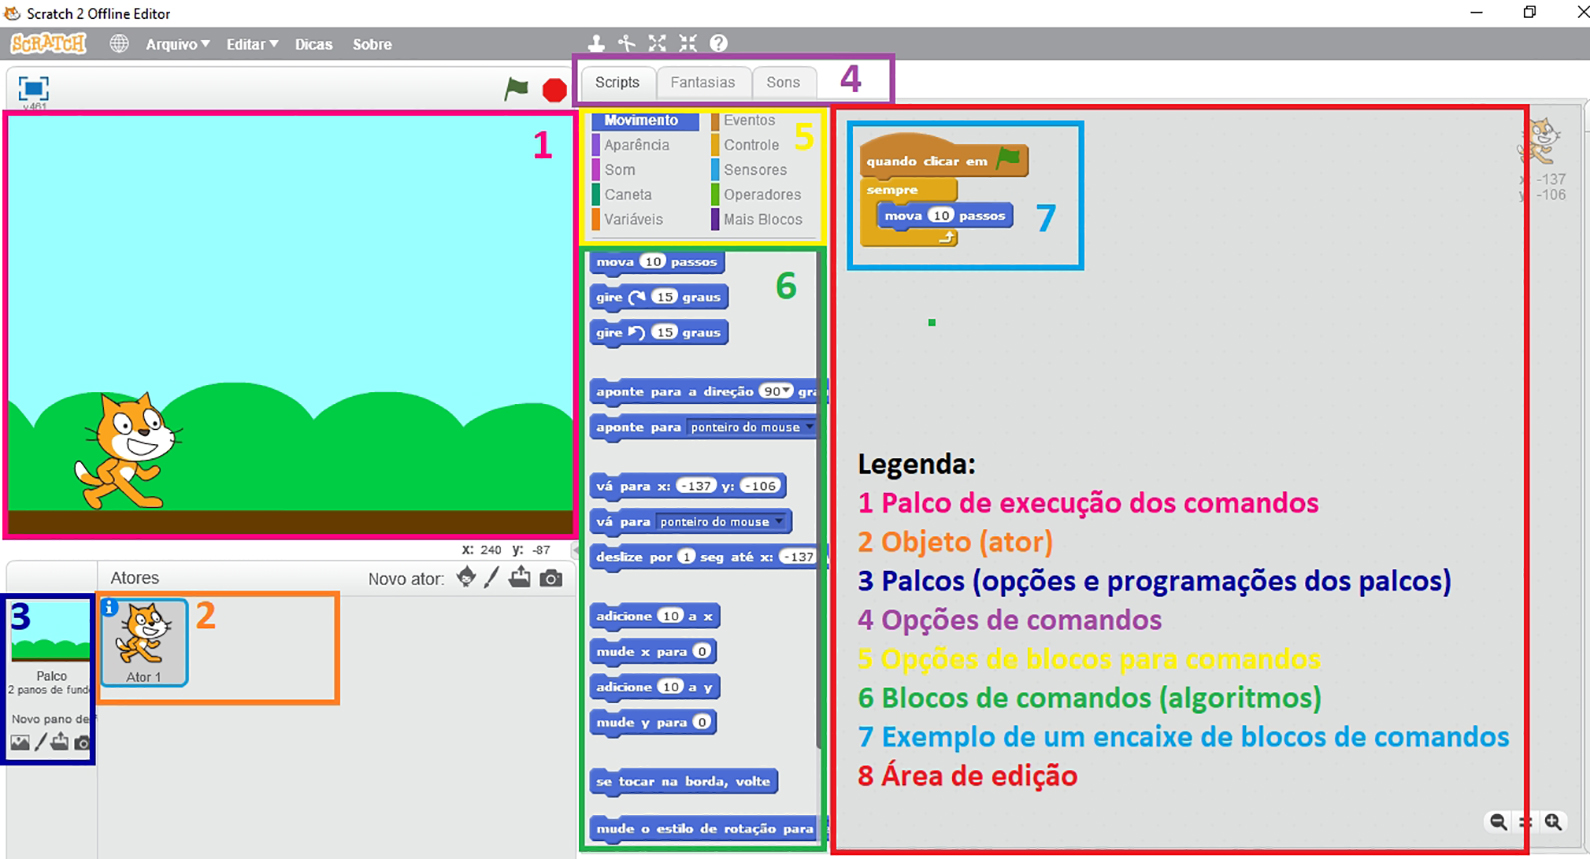 Scratch 2 Offline Editor
SCRATCH
Arquivo
Editar
Dicas
Sobre
v461
Scripts
Fantasias
Sons
4
1
Movimento
Aparência
Som
Caneta
Variáveis
Eventos
Controle
Sensores
Operadores
Mais Blocos
5
mova 10 passos
gire 15 graus
gire 15 graus
aponte para a direção 90
aponte para ponteiro do mouse
vá para x: -137 y: -106
vá para ponteiro do mouse
deslize por 1 seg até x: -137
adicione 10 a x
mude x para 0
adicione 10 a y
mude y para 0
se tocar na borda, volte
mude o estilo de rotação para
6
quando clicar em
sempre
mova 10 passos
7
x: -137
y: -106
Legenda:
1 Palco de execução dos comandos
2 Objeto (ator)
3 Palcos (opções e programações dos palcos)
4 Opções de comandos
5 Opções de blocos para comandos
6 Blocos de comandos (algoritmos)
7 Exemplo de um encaixe de blocos de comandos
8 Área de edição
x: 240 y: -87
Atores
Novo ator:
3
Palco
2 panos de
Novo pano de
2
Ator 1